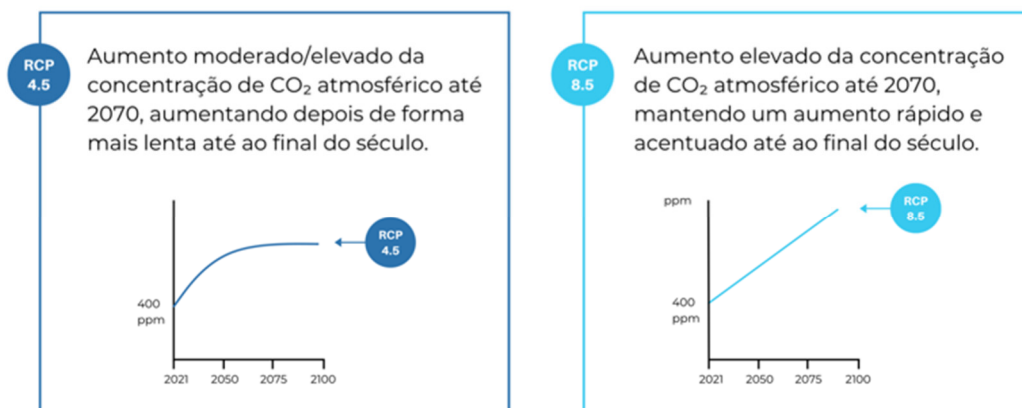 RCP
4.5
Aumento moderado/elevado da
concentração de CO₂ atmosférico até
2070, aumentando depois de forma
mais lenta até ao final do século.
RCP
4.5
400
ppm
2021 2050 2075 2100
RCP
8.5
Aumento elevado da concentração
de CO₂ atmosférico até 2070,
mantendo um aumento rápido e
acentuado até ao final do século.
ppm
RCP
8.5
400
ppm
2021 2050 2075 2100